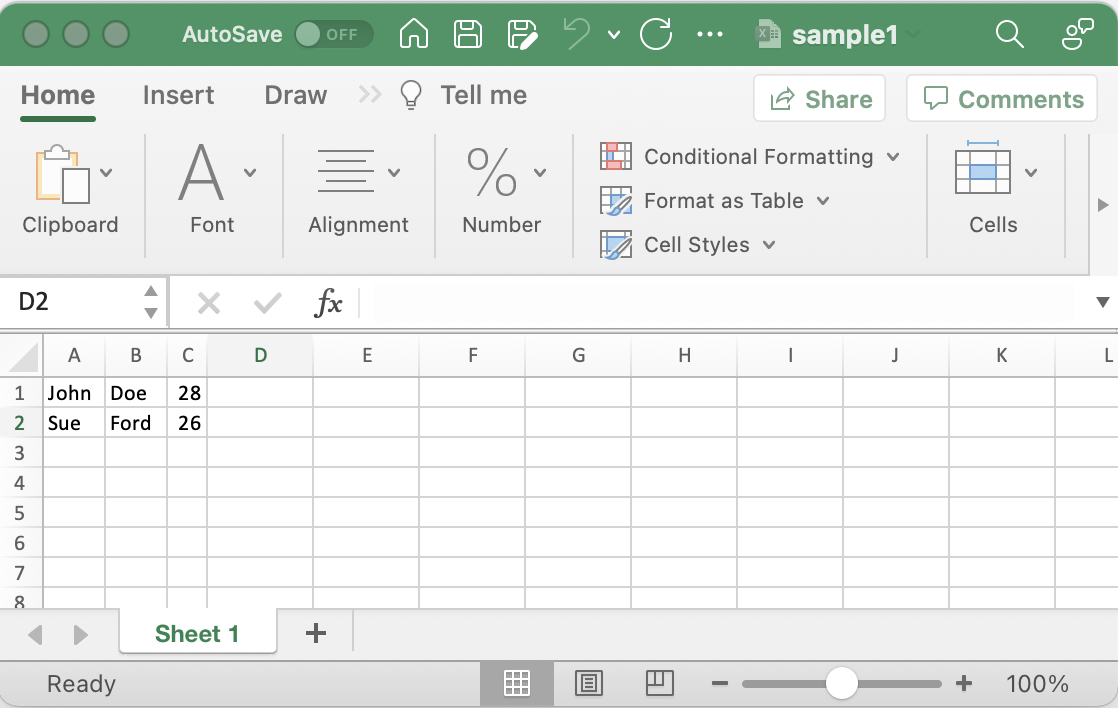 AutoSave OFF sample1
Home Insert Draw Tell me Share Comments
Clipboard Font Alignment Number Conditional Formatting Format as Table Cell Styles Cells
D2 fx
A B C D E F G H I J K L
1 John Doe 28
2 Sue Ford 26
3
4
5
6
7
8
Sheet 1 +
Ready 100%